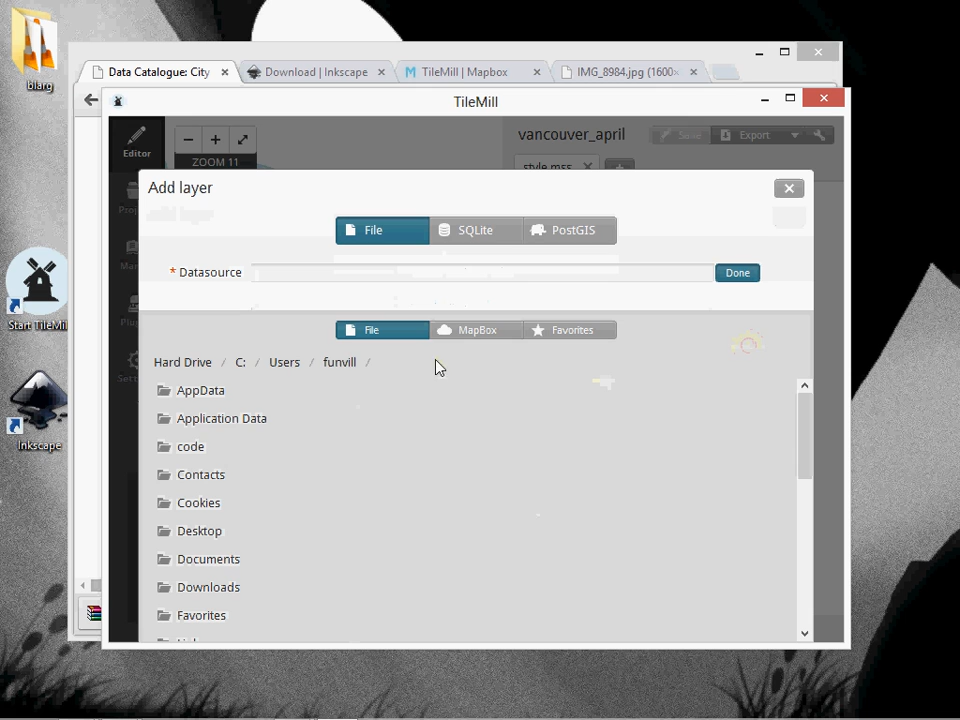 Blarg
Data Catalogue: City
Download | Inkscape
TileMill | Mapbox
IMG_8984.jpg (1600×
TileMill
Editor
ZOOM 11
vancouver_april
Save
Export
style.mss
Add layer
File
SQLite
PostGIS
* Datasource
Done
File
MapBox
Favorites
Hard Drive / C: / Users / funvill /
AppData
Application Data
code
Contacts
Cookies
Desktop
Documents
Downloads
Favorites
Start TileMil
Inkscape